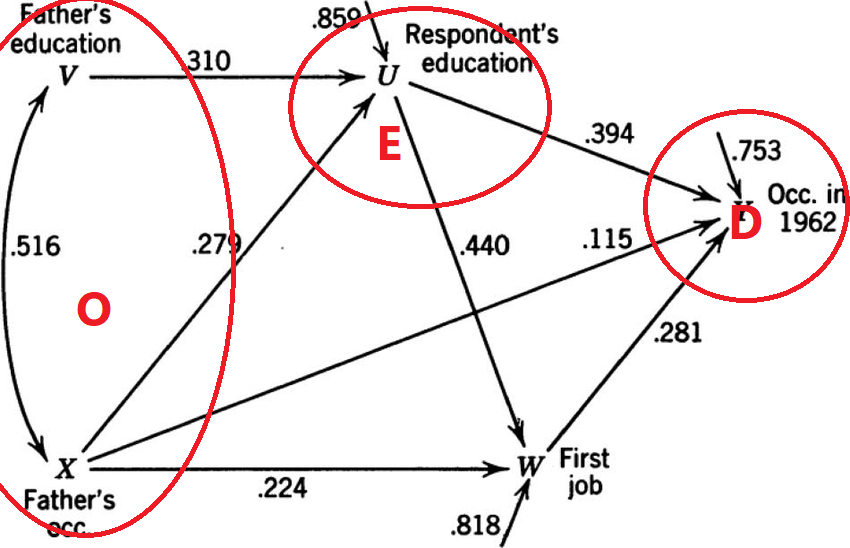 Father's
education
V
.859
Respondent's
education
310
U
E
.394
.753
Occ. in
1962
D
.516
.279
.440
.115
O
.281
X
Father's
occ.
.224
W
First
job
.818